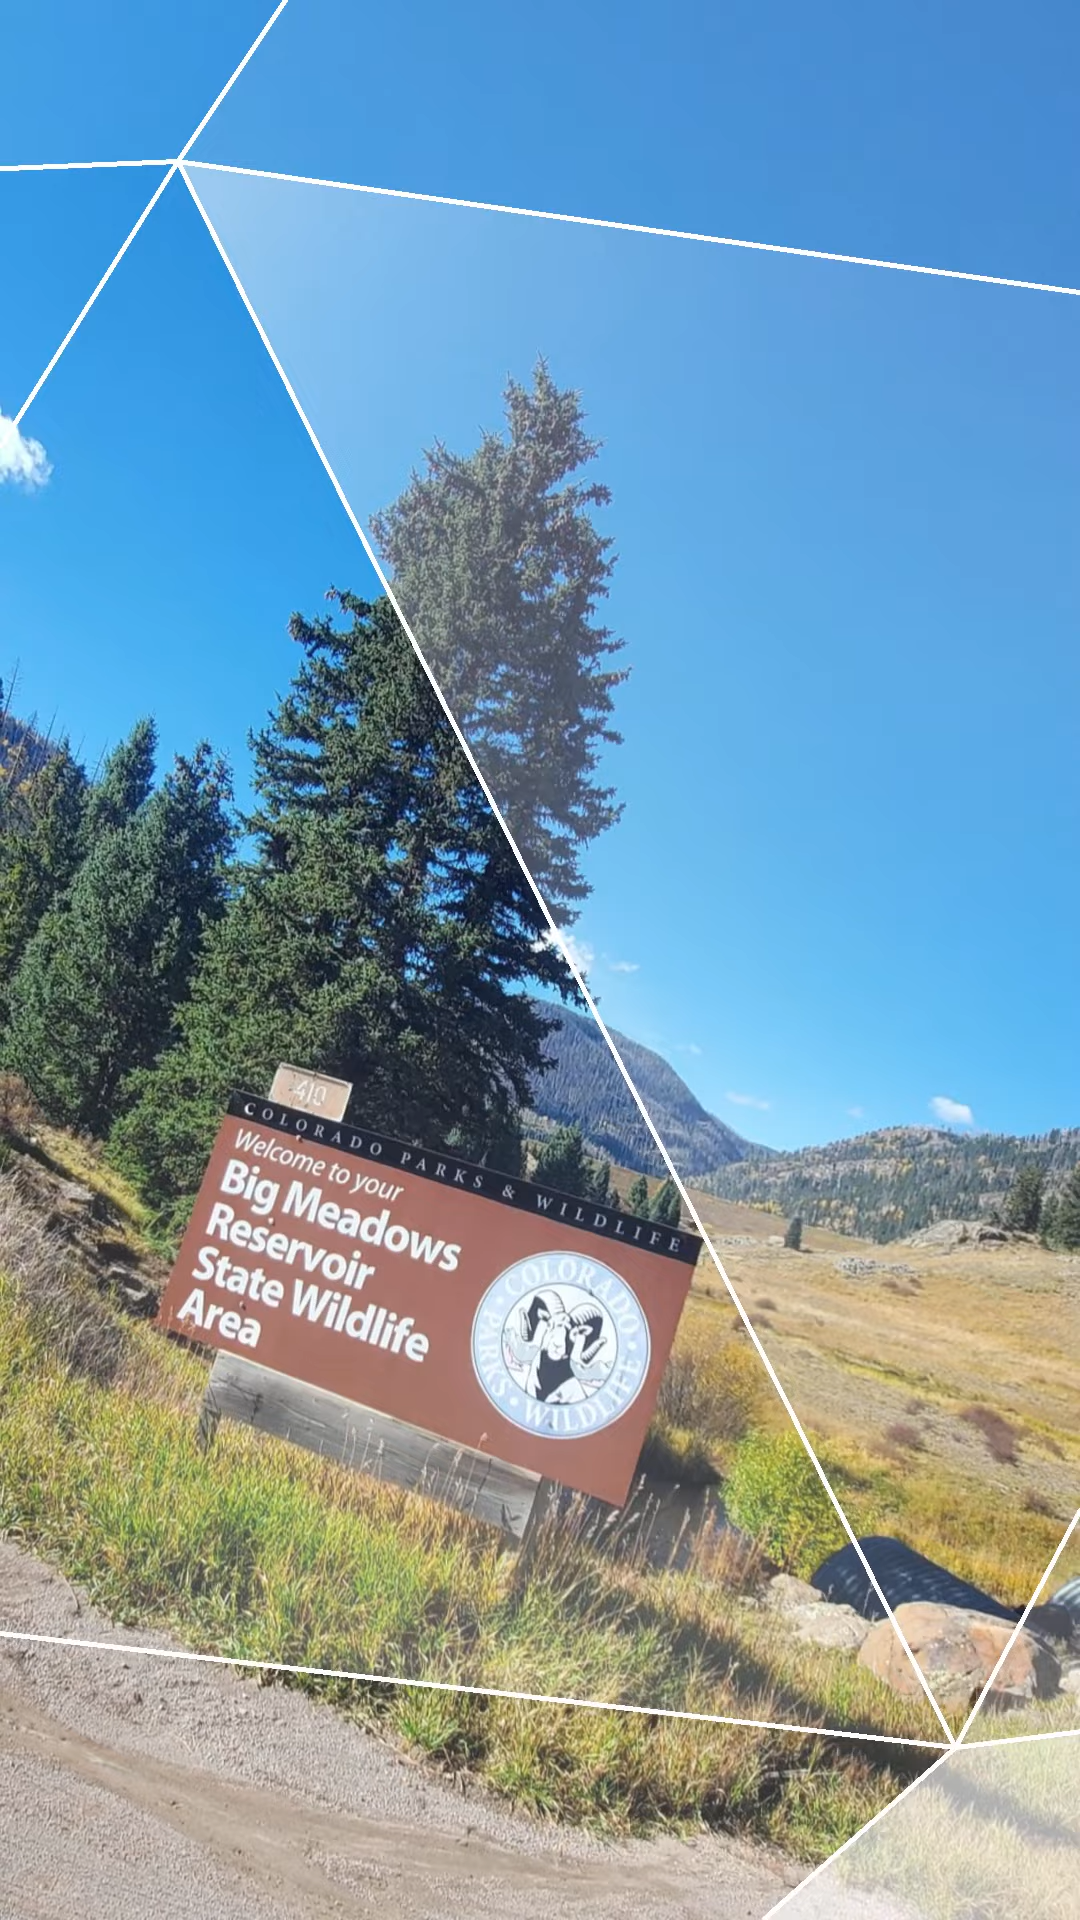 410
COLORADO PARKS & WILDLIFE
Welcome to your
Big Meadows
Reservoir
State Wildlife
Area
COLORADO
PARKS • WILDLIFE